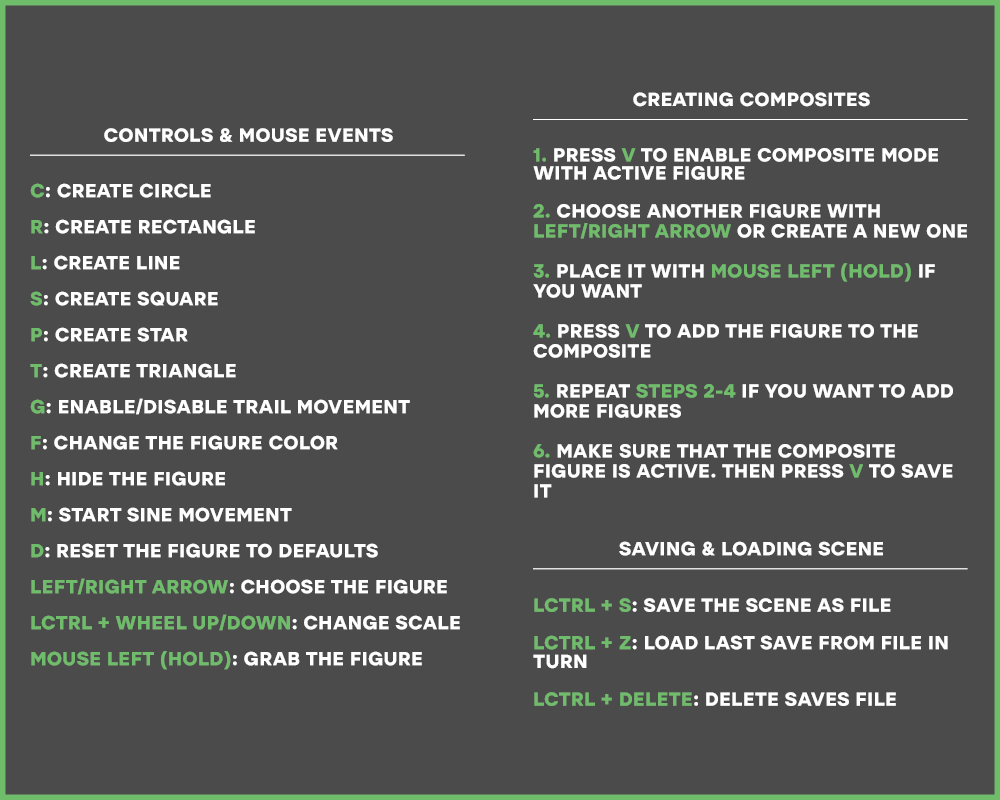 CONTROLS & MOUSE EVENTS
C: CREATE CIRCLE
R: CREATE RECTANGLE
L: CREATE LINE
S: CREATE SQUARE
P: CREATE STAR
T: CREATE TRIANGLE
G: ENABLE/DISABLE TRAIL MOVEMENT
F: CHANGE THE FIGURE COLOR
H: HIDE THE FIGURE
M: START SINE MOVEMENT
D: RESET THE FIGURE TO DEFAULTS
LEFT/RIGHT ARROW: CHOOSE THE FIGURE
LCTRL + WHEEL UP/DOWN: CHANGE SCALE
MOUSE LEFT (HOLD): GRAB THE FIGURE
CREATING COMPOSITES
1. PRESS V TO ENABLE COMPOSITE MODE
WITH ACTIVE FIGURE
2. CHOOSE ANOTHER FIGURE WITH
LEFT/RIGHT ARROW OR CREATE A NEW ONE
3. PLACE IT WITH MOUSE LEFT (HOLD) IF
YOU WANT
4. PRESS V TO ADD THE FIGURE TO THE
COMPOSITE
5. REPEAT STEPS 2-4 IF YOU WANT TO ADD
MORE FIGURES
6. MAKE SURE THAT THE COMPOSITE
FIGURE IS ACTIVE. THEN PRESS V TO SAVE
IT
SAVING & LOADING SCENE
LCTRL + S: SAVE THE SCENE AS FILE
LCTRL + Z: LOAD LAST SAVE FROM FILE IN
TURN
LCTRL + DELETE: DELETE SAVES FILE